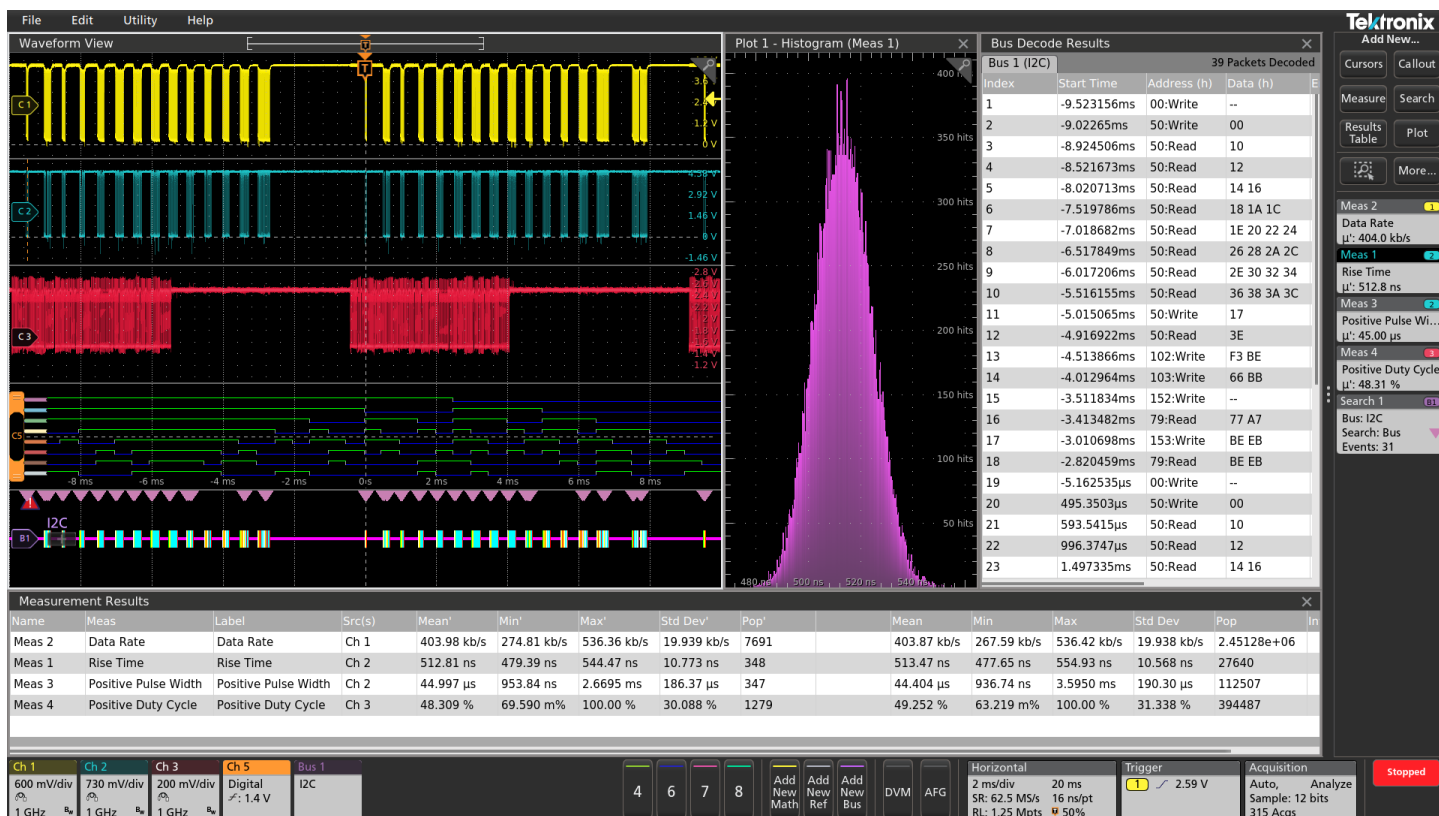 File Edit Utility Help
Tektronix
Waveform View
Plot 1 - Histogram (Meas 1)
Bus Decode Results
Add New...
Bus 1 (I2C) 39 Packets Decoded
Cursors Callout
Measure Search
Results Table Plot
More...
T
T
C 1
3.6
2.4
1.2 V
0 V
C 2
4.38 V
2.92 V
1.46 V
0 V
-1.46 V
C 3
2.8 V
2.6 V
2.4 V
1.8 V
1.6 V
1.4 V
1.2 V
C5
-8 ms -6 ms -4 ms -2 ms 0 s 2 ms 4 ms 6 ms 8 ms
I2C
B1
400
350 hits
300 hits
250 hits
200 hits
150 hits
100 hits
50 hits
480 ns 500 ns 520 ns 540
Index Start Time Address (h) Data (h) E
1 -9.523156ms 00:Write --
2 -9.02265ms 50:Write 00
3 -8.924506ms 50:Read 10
4 -8.521673ms 50:Read 12
5 -8.020713ms 50:Read 14 16
6 -7.519786ms 50:Read 18 1A 1C
7 -7.018682ms 50:Read 1E 20 22 24
8 -6.517849ms 50:Read 26 28 2A 2C
9 -6.017206ms 50:Read 2E 30 32 34
10 -5.516155ms 50:Read 36 38 3A 3C
11 -5.015065ms 50:Write 17
12 -4.916922ms 50:Read 3E
13 -4.513866ms 102:Write F3 BE
14 -4.012964ms 103:Write 66 BB
15 -3.511834ms 152:Write --
16 -3.413482ms 79:Read 77 A7
17 -3.010698ms 153:Write BE EB
18 -2.820459ms 79:Read BE EB
19 -5.162535µs 00:Write --
20 495.3503µs 50:Write 00
21 593.5415µs 50:Read 10
22 996.3747µs 50:Read 12
23 1.497335ms 50:Read 14 16
Meas 2 1
Data Rate
µ': 404.0 kb/s
Meas 1 2
Rise Time
µ': 512.8 ns
Meas 3 2
Positive Pulse Wi...
µ': 45.00 µs
Meas 4 3
Positive Duty Cycle
µ': 48.31 %
Search 1 B1
Bus: I2C
Search: Bus
Events: 31
Measurement Results
Name Meas Label Src(s) Mean' Min' Max' Std Dev' Pop' Mean Min Max Std Dev Pop In
Meas 2 Data Rate Data Rate Ch 1 403.98 kb/s 274.81 kb/s 536.36 kb/s 19.939 kb/s 7691 403.87 kb/s 267.59 kb/s 536.42 kb/s 19.938 kb/s 2.45128e+06
Meas 1 Rise Time Rise Time Ch 2 512.81 ns 479.39 ns 544.47 ns 10.773 ns 348 513.47 ns 477.65 ns 554.93 ns 10.568 ns 27640
Meas 3 Positive Pulse Width Positive Pulse Width Ch 2 44.997 µs 953.84 ns 2.6695 ms 186.37 µs 347 44.404 µs 936.74 ns 3.5950 ms 190.30 µs 112507
Meas 4 Positive Duty Cycle Positive Duty Cycle Ch 3 48.309 % 69.590 m% 100.00 % 30.088 % 1279 49.252 % 63.219 m% 100.00 % 31.338 % 394487
Ch 1
600 mV/div
1 GHz Bw
Ch 2
730 mV/div
1 GHz Bw
Ch 3
200 mV/div
1 GHz Bw
Ch 5
Digital
: 1.4 V
Bus 1
I2C
4 6 7 8
Add New Math
Add New Ref
Add New Bus
DVM AFG
Horizontal
2 ms/div 20 ms
SR: 62.5 MS/s 16 ns/pt
RL: 1.25 Mpts 50%
Trigger
1 2.59 V
Acquisition
Auto, Analyze
Sample: 12 bits
315 Acqs
Stopped